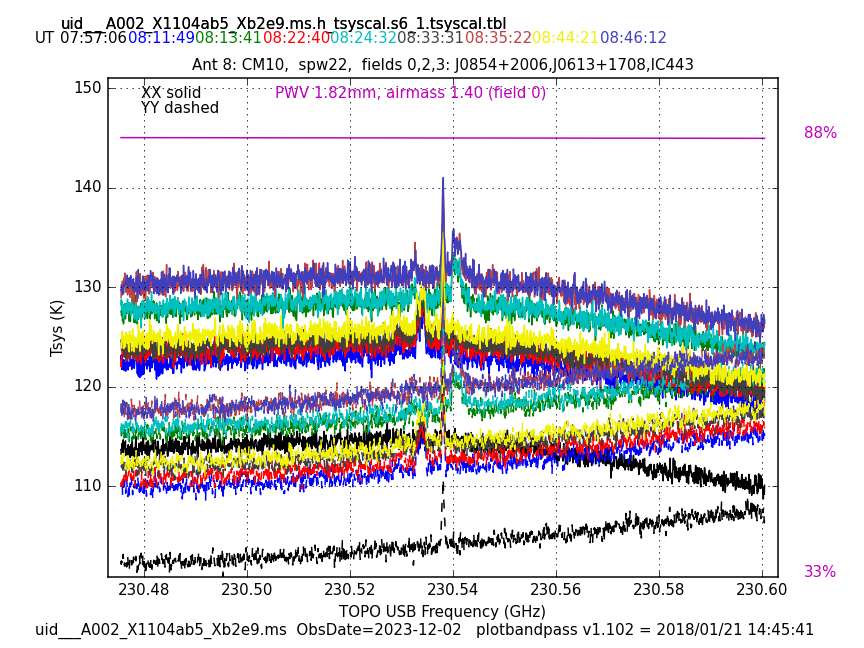 uid___A002_X1104ab5_Xb2e9.ms.h_tsyscal.s6_1.tsyscal.tbl
UT 07:57:06 08:11:49 08:13:41 08:22:40 08:24:32 08:33:31 08:35:22 08:44:21 08:46:12
Ant 8: CM10,  spw22,  fields 0,2,3: J0854+2006,J0613+1708,IC443
XX solid
YY dashed
PWV 1.82mm, airmass 1.40 (field 0)
88%
33%
150
140
130
120
110
Tsys (K)
230.48 230.50 230.52 230.54 230.56 230.58 230.60
TOPO USB Frequency (GHz)
uid___A002_X1104ab5_Xb2e9.ms  ObsDate=2023-12-02   plotbandpass v1.102 = 2018/01/21 14:45:41